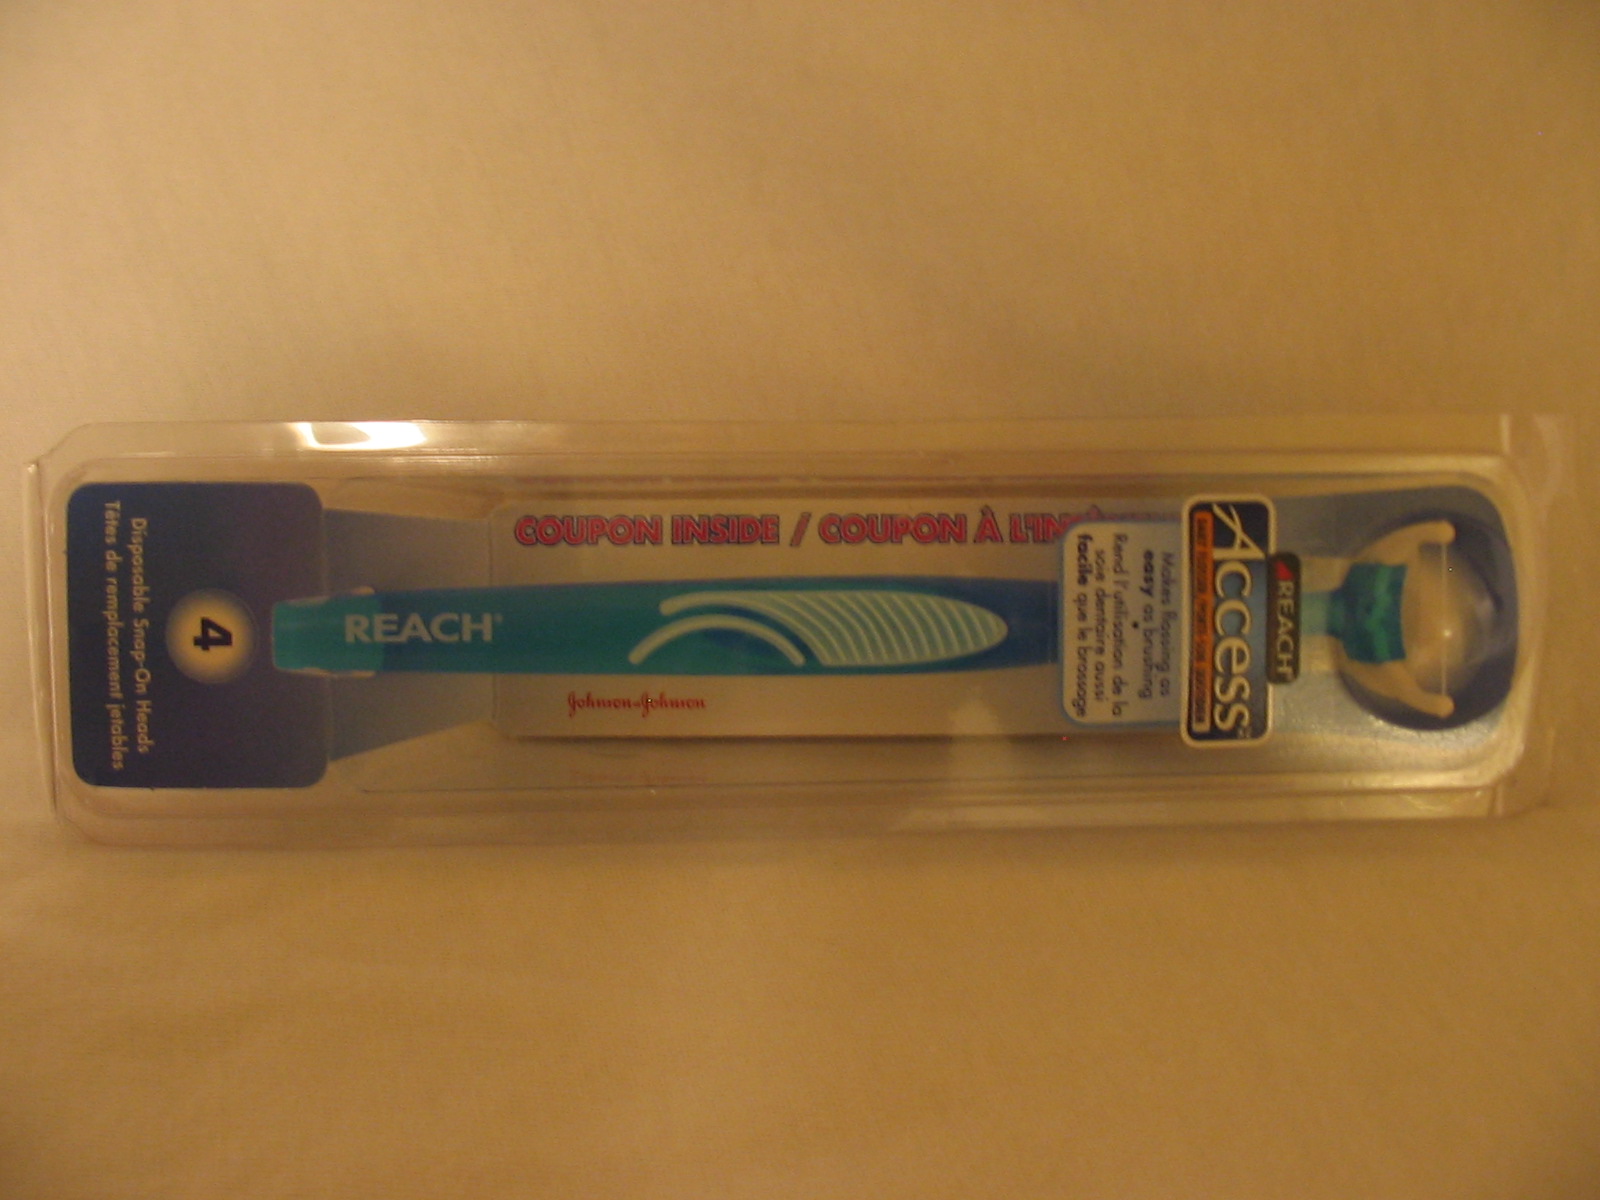 REACH®
ACCESS
Makes flossing as
easy as brushing
•
Rend l'utilisation de la
soie dentaire aussi
facile que le brossage
COUPON INSIDE / COUPON À L'IN
REACH®
Johnson & Johnson
4
Disposable Snap-On Heads
Têtes de remplacement jetables